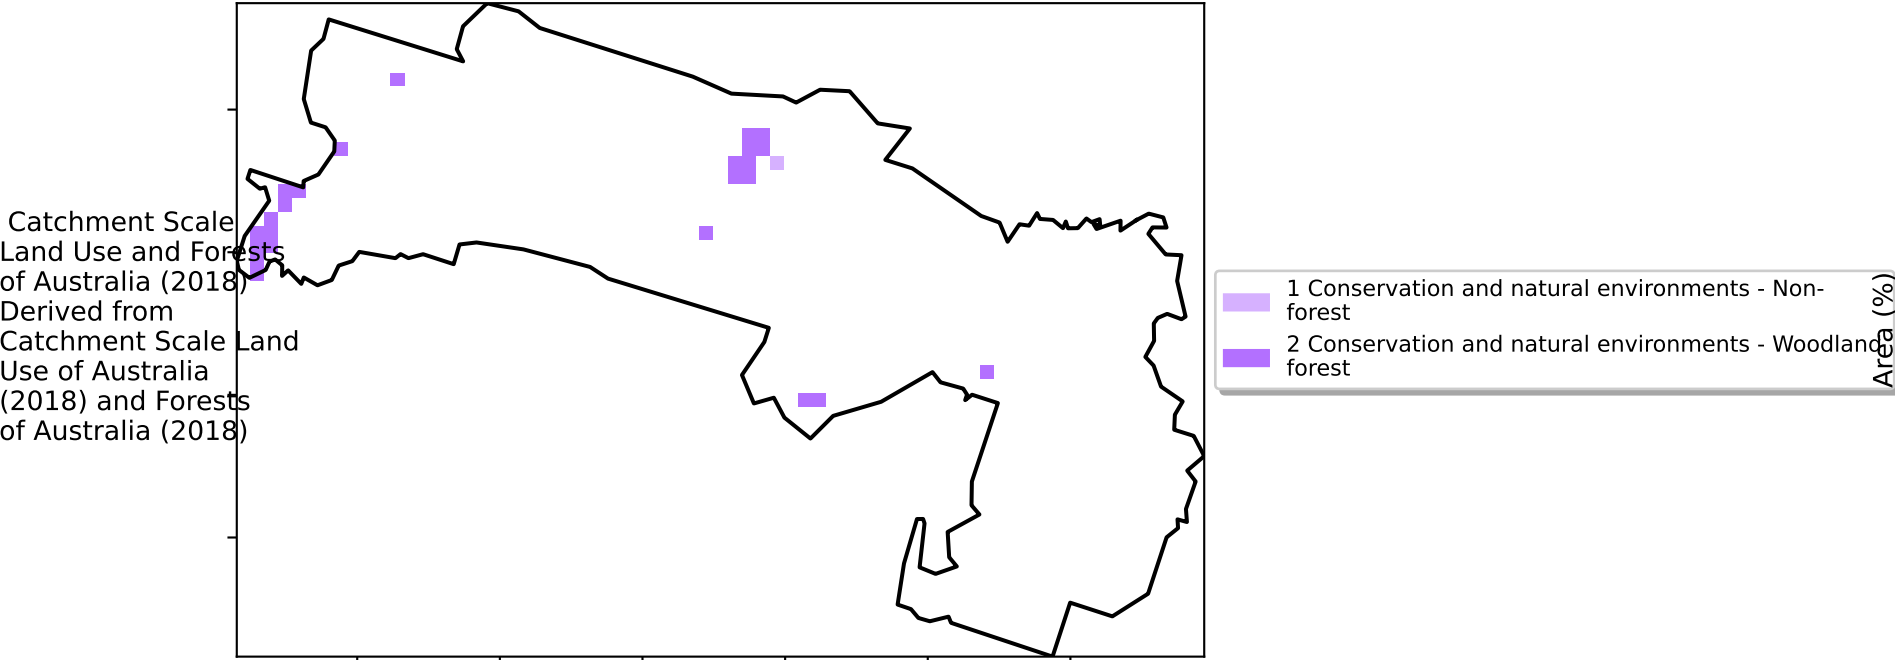 Catchment Scale
Land Use and Forests
of Australia (2018)
Derived from
Catchment Scale Land
Use of Australia
(2018) and Forests
of Australia (2018)
1 Conservation and natural environments - Non-
forest
2 Conservation and natural environments - Woodland
forest
Area (%)